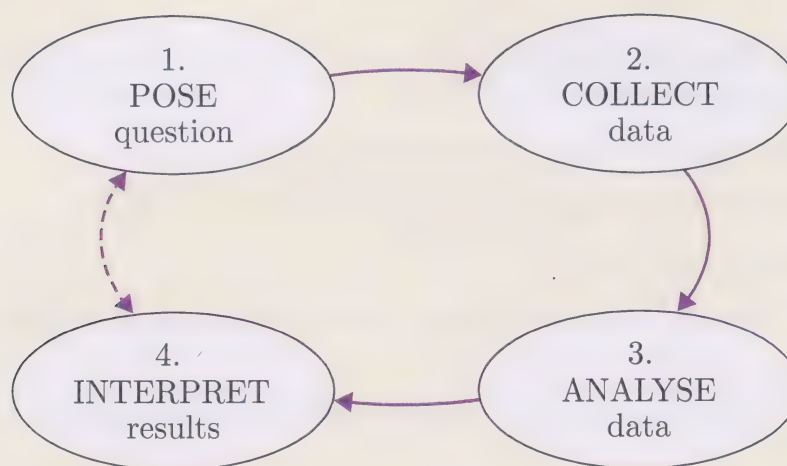 1.
POSE
question
2.
COLLECT
data
3.
ANALYSE
data
4.
INTERPRET
results